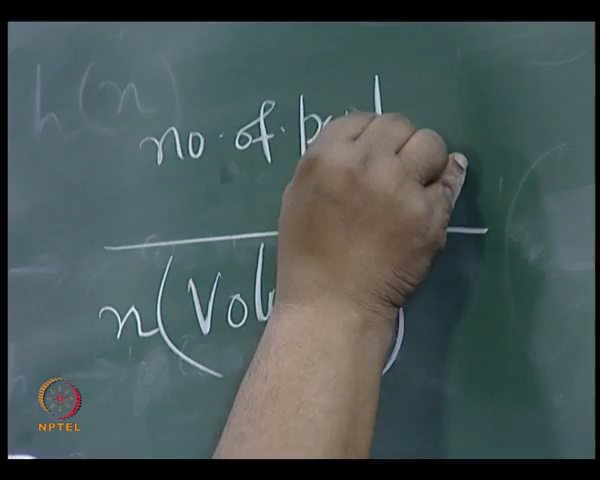 h(n)
no. of.
n(Vol )
NPTEL